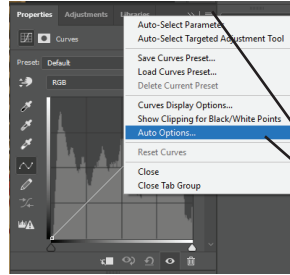 Properties Adjustments Libraries
Curves
Preset: Default
RGB
Auto-Select Parameter
Auto-Select Targeted Adjustment Tool
Save Curves Preset...
Load Curves Preset...
Delete Current Preset
Curves Display Options...
Show Clipping for Black/White Points
Auto Options...
Reset Curves
Close
Close Tab Group